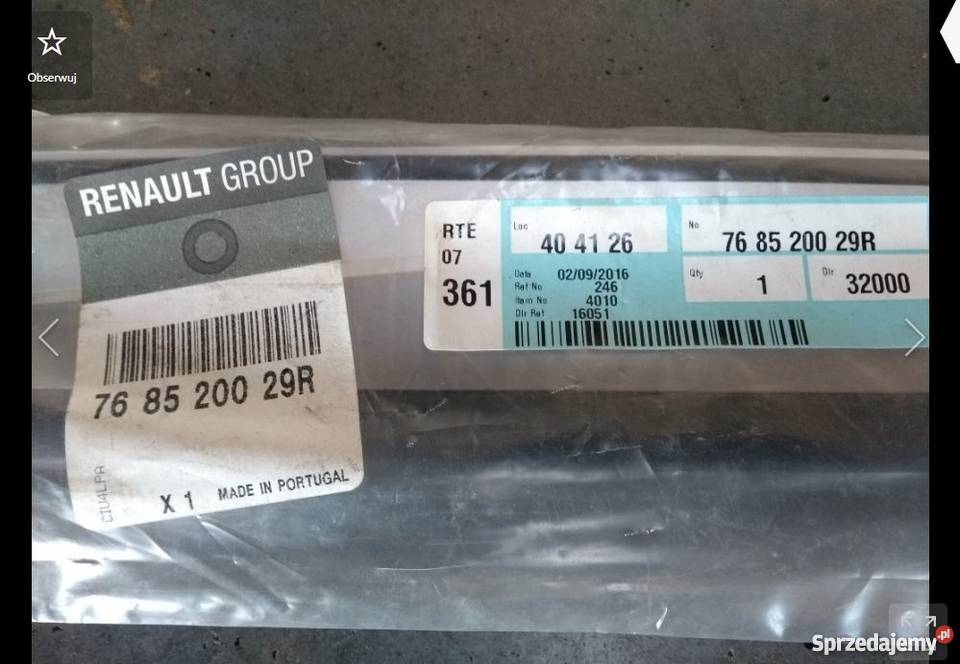 Obserwuj
RENAULT GROUP
76 85 200 29R
CIU4LPA
X 1 MADE IN PORTUGAL
RTE
07
361
Loc
40 41 26
No
76 85 200 29R
Date 02/09/2016
Ref No 246
Item No 4010
Dlr Ref 16051
Qty
1
Dlr
32000
Sprzedajemy.pl